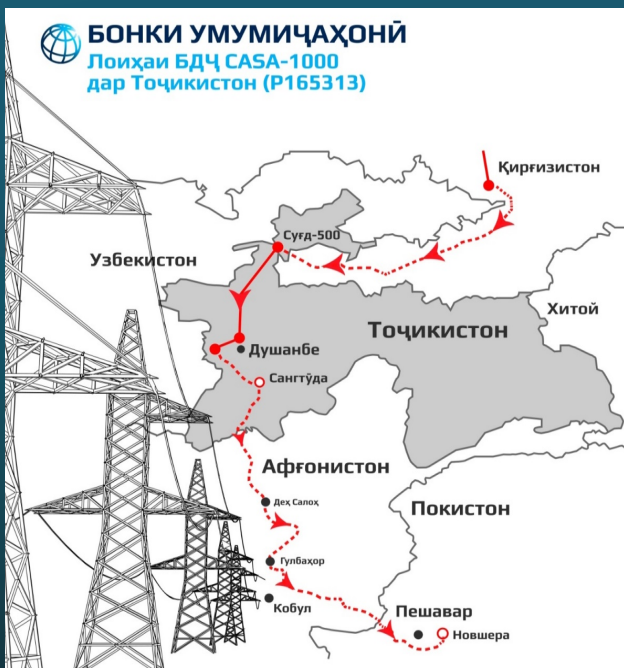 БОНКИ УМУМИҶАҲОНӢ
Лоиҳаи БДҶ CASA-1000
дар Тоҷикистон (P165313)
Қирғизистон
Суғд-500
Узбекистон
Хитой
Тоҷикистон
Душанбе
Сангтӯда
Афғонистон
Деҳ Салоҳ
Покистон
Гулбаҳор
Кобул
Пешавар
Новшера